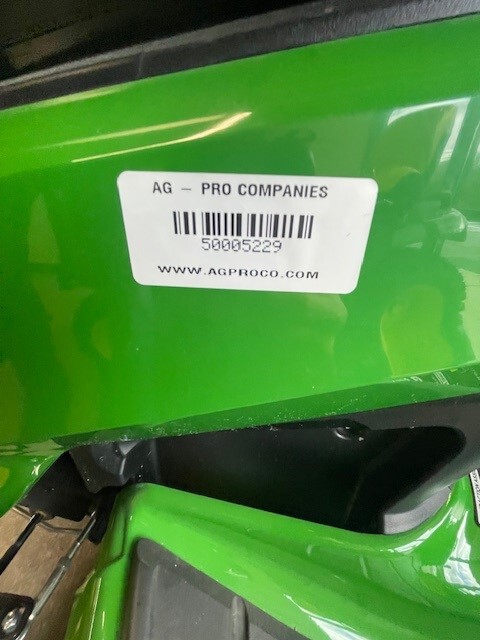 AG – PRO COMPANIES
50005229
WWW.AGPROCO.COM